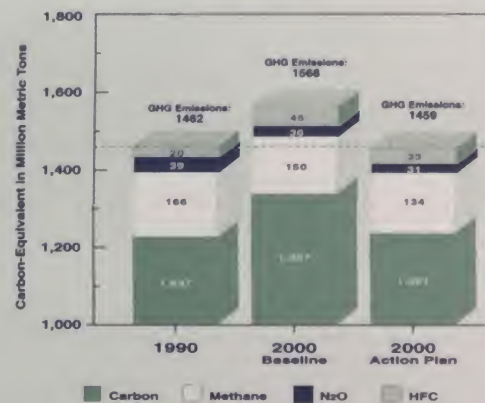 Carbon-Equivalent in Million Metric Tons
1,800
1,600
1,400
1,200
1,000
GHG Emissions:
1462
20
39
166
GHG Emissions:
1568
45
150
GHG Emissions:
1459
31
134
1990
2000
Baseline
2000
Action Plan
Carbon Methane N2O HFC